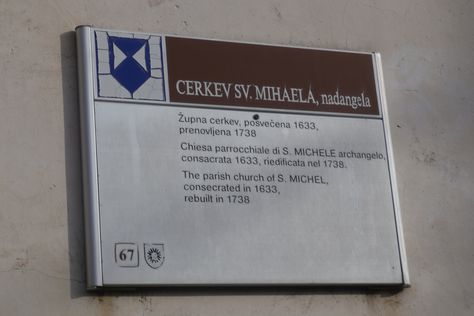 CERKEV SV. MIHAELA, nadangela
Župna cerkev, posvečena 1633,
prenovljena 1738
Chiesa parrocchiale di S. MICHELE archangelo,
consacrata 1633, riedificata nel 1738.
The parish church of S. MICHEL,
consecrated in 1633,
rebuilt in 1738
67